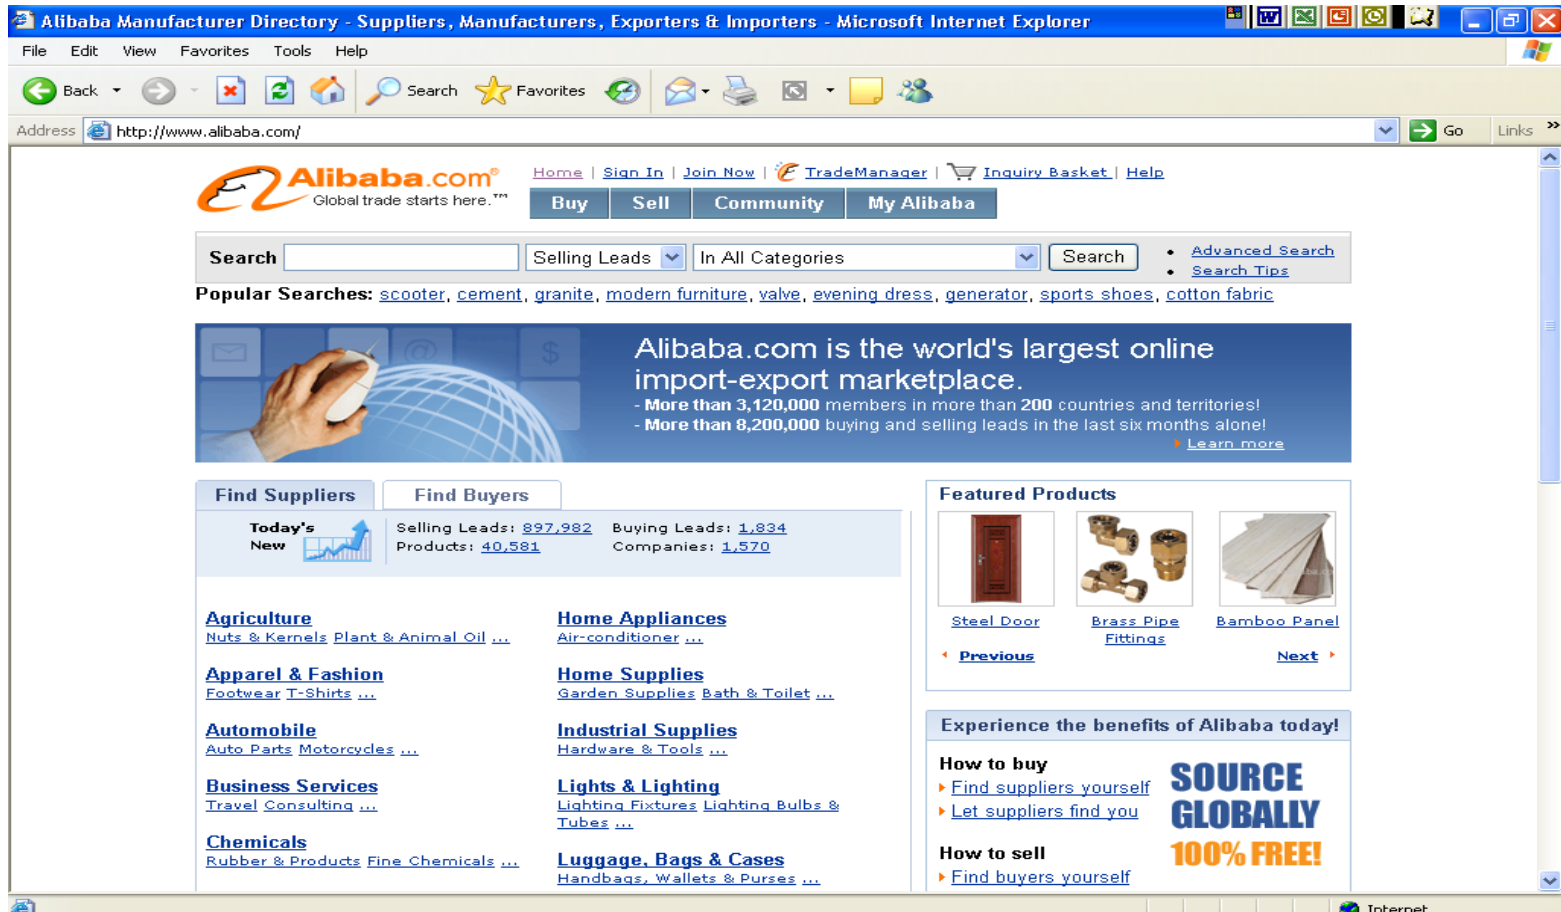 Alibaba Manufacturer Directory - Suppliers, Manufacturers, Exporters & Importers - Microsoft Internet Explorer
File Edit View Favorites Tools Help
Back Search Favorites
Address http://www.alibaba.com/ Go Links »
Alibaba.com®
Global trade starts here.™
Home | Sign In | Join Now | TradeManager | Inquiry Basket | Help
Buy Sell Community My Alibaba
Search Selling Leads In All Categories Search
• Advanced Search
• Search Tips
Popular Searches: scooter, cement, granite, modern furniture, valve, evening dress, generator, sports shoes, cotton fabric
Alibaba.com is the world's largest online
import-export marketplace.
- More than 3,120,000 members in more than 200 countries and territories!
- More than 8,200,000 buying and selling leads in the last six months alone!
Learn more
Find Suppliers Find Buyers
Today's
New
Selling Leads: 897,982 Buying Leads: 1,834
Products: 40,581 Companies: 1,570
Agriculture
Nuts & Kernels Plant & Animal Oil ...
Apparel & Fashion
Footwear T-Shirts ...
Automobile
Auto Parts Motorcycles ...
Business Services
Travel Consulting ...
Chemicals
Rubber & Products Fine Chemicals ...
Home Appliances
Air-conditioner ...
Home Supplies
Garden Supplies Bath & Toilet ...
Industrial Supplies
Hardware & Tools ...
Lights & Lighting
Lighting Fixtures Lighting Bulbs &
Tubes ...
Luggage, Bags & Cases
Handbags, Wallets & Purses ...
Featured Products
Steel Door
Brass Pipe
Fittings
Bamboo Panel
Previous Next
Experience the benefits of Alibaba today!
How to buy
Find suppliers yourself
Let suppliers find you
How to sell
Find buyers yourself
SOURCE
GLOBALLY
100% FREE!
Internet